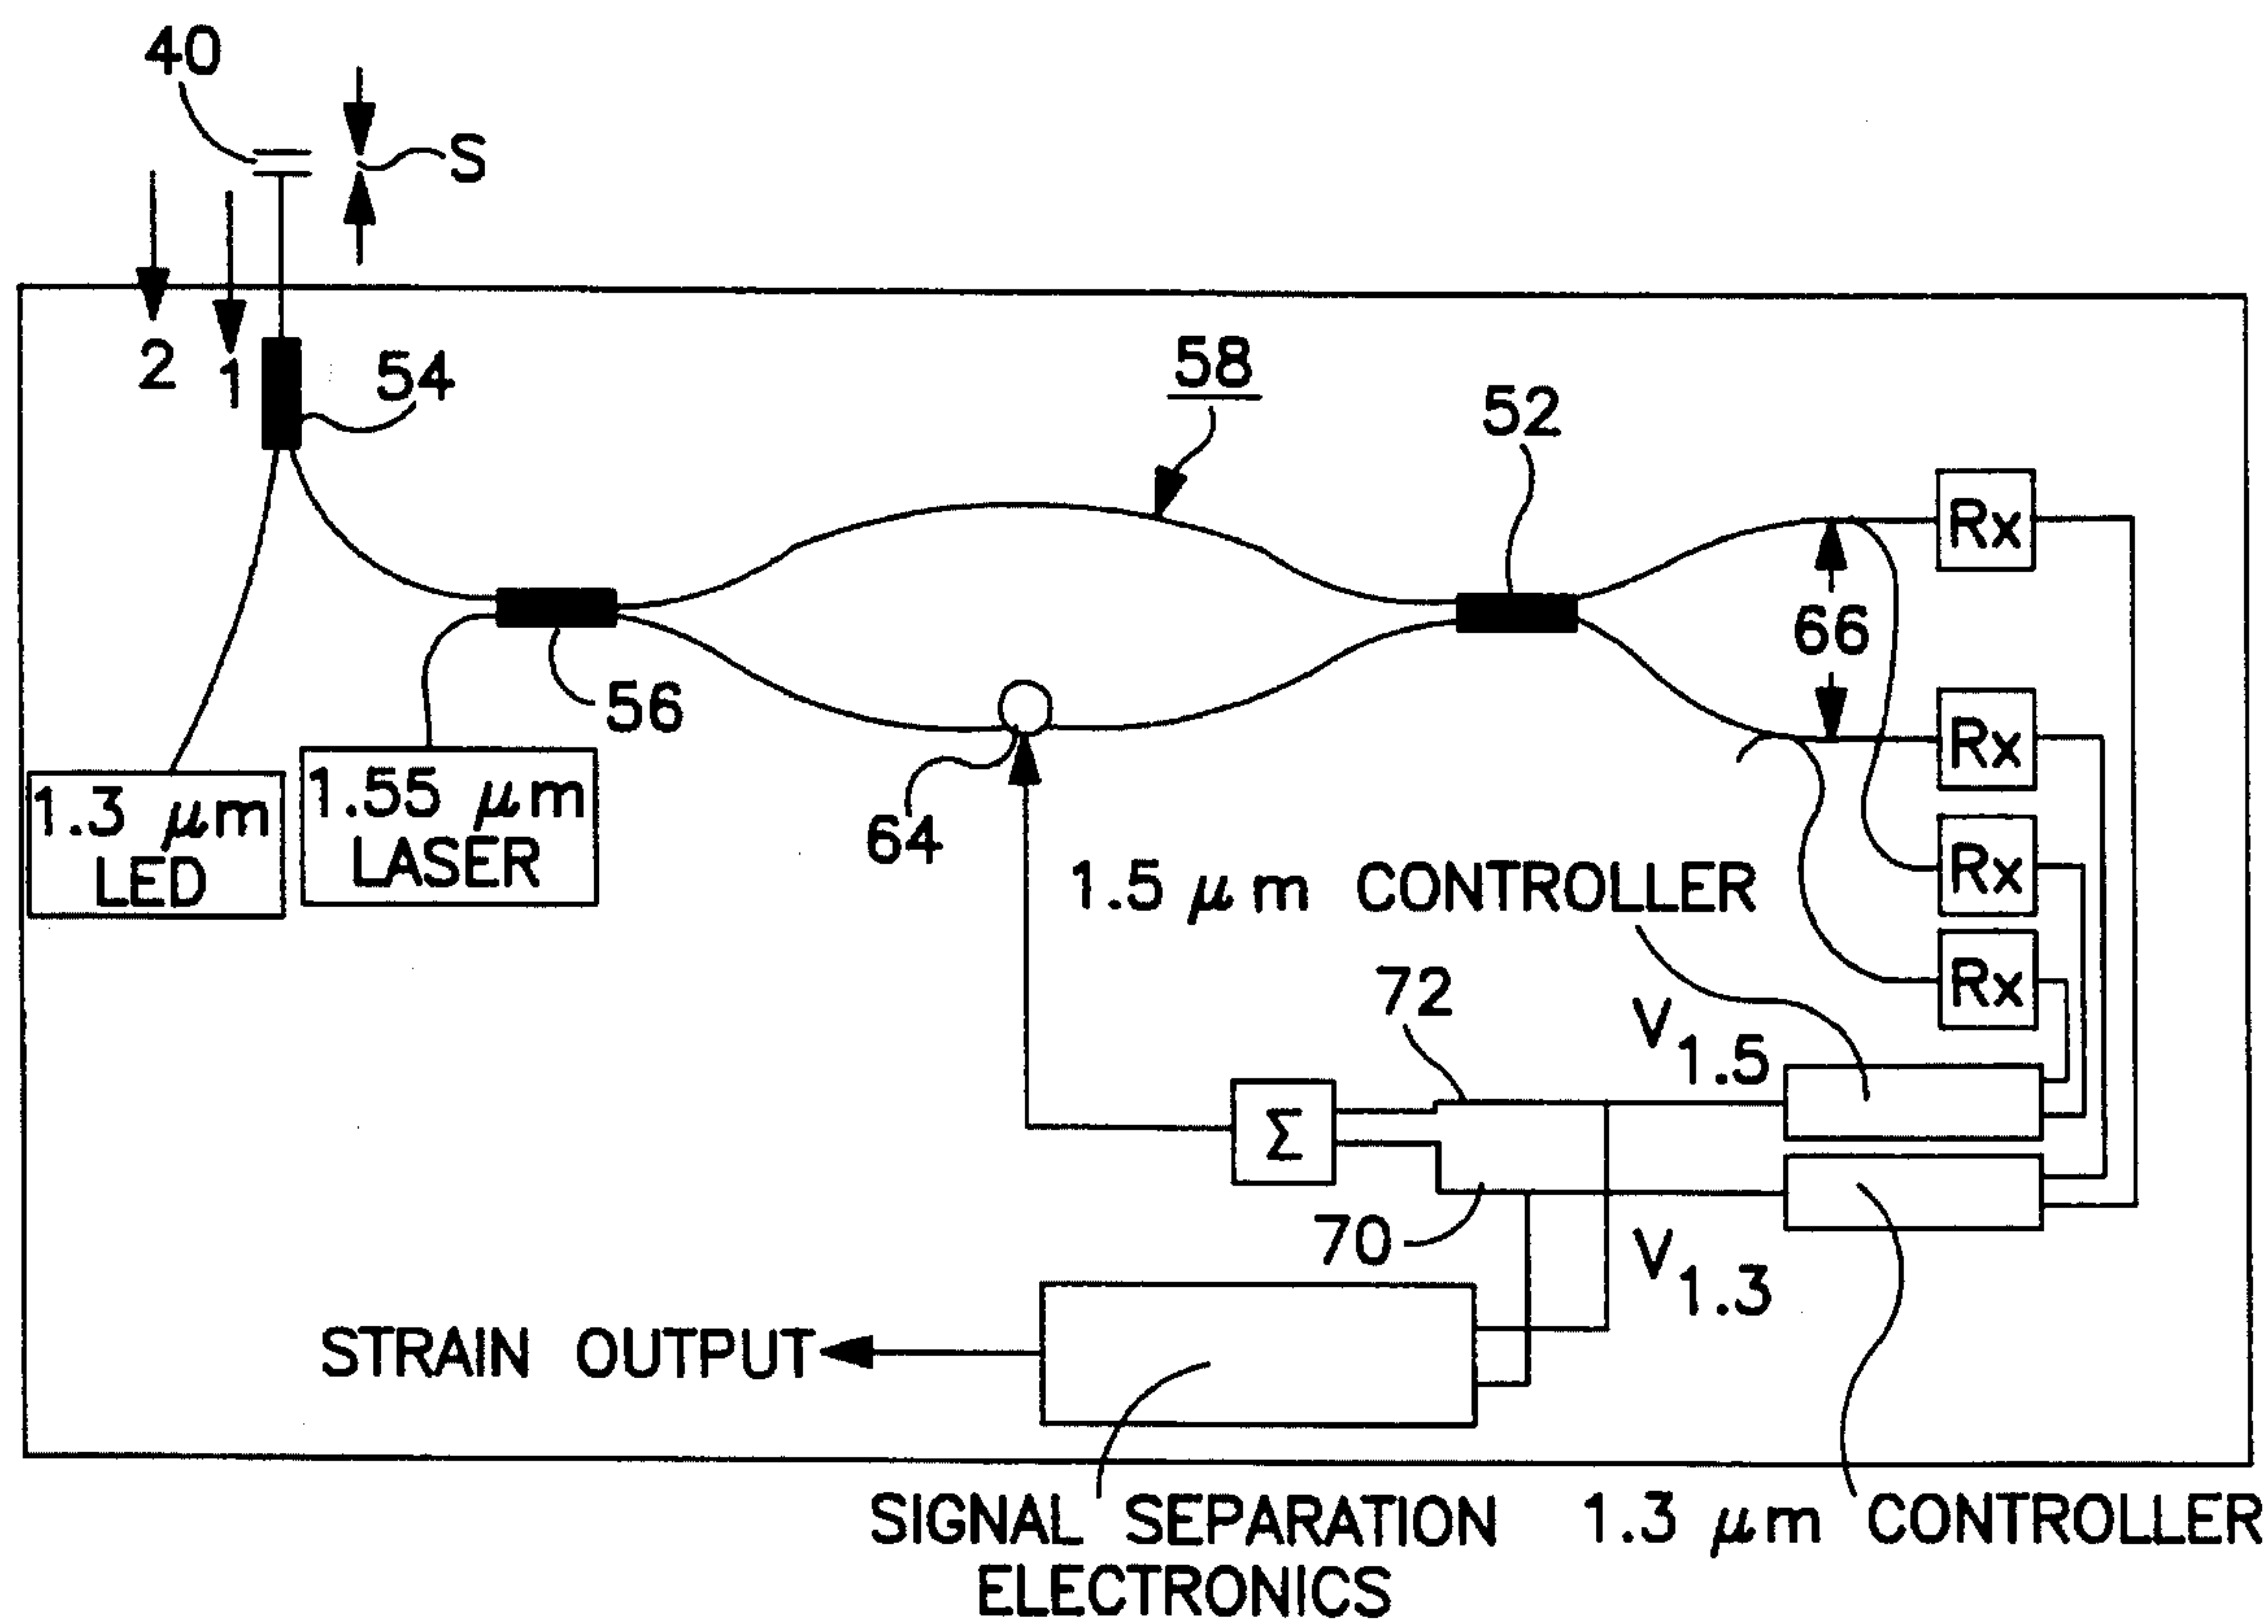 40
S
2
1
54
58
52
Rx
66
56
Rx
1.3 μm
LED
1.55 μm
LASER
64
Rx
1.5 μm CONTROLLER
Rx
72
V1.5
Σ
70
V1.3
STRAIN OUTPUT
SIGNAL SEPARATION
ELECTRONICS
1.3 μm CONTROLLER